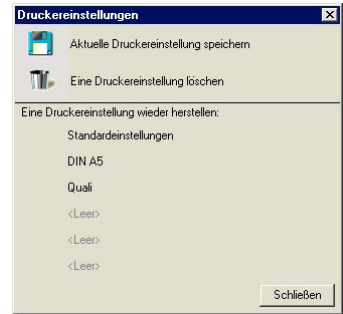 Druckereinstellungen
Aktuelle Druckereinstellung speichern
Eine Druckereinstellung löschen
Eine Druckereinstellung wieder herstellen:
Standardeinstellungen
DIN A5
Quali
<Leer>
<Leer>
<Leer>
Schließen